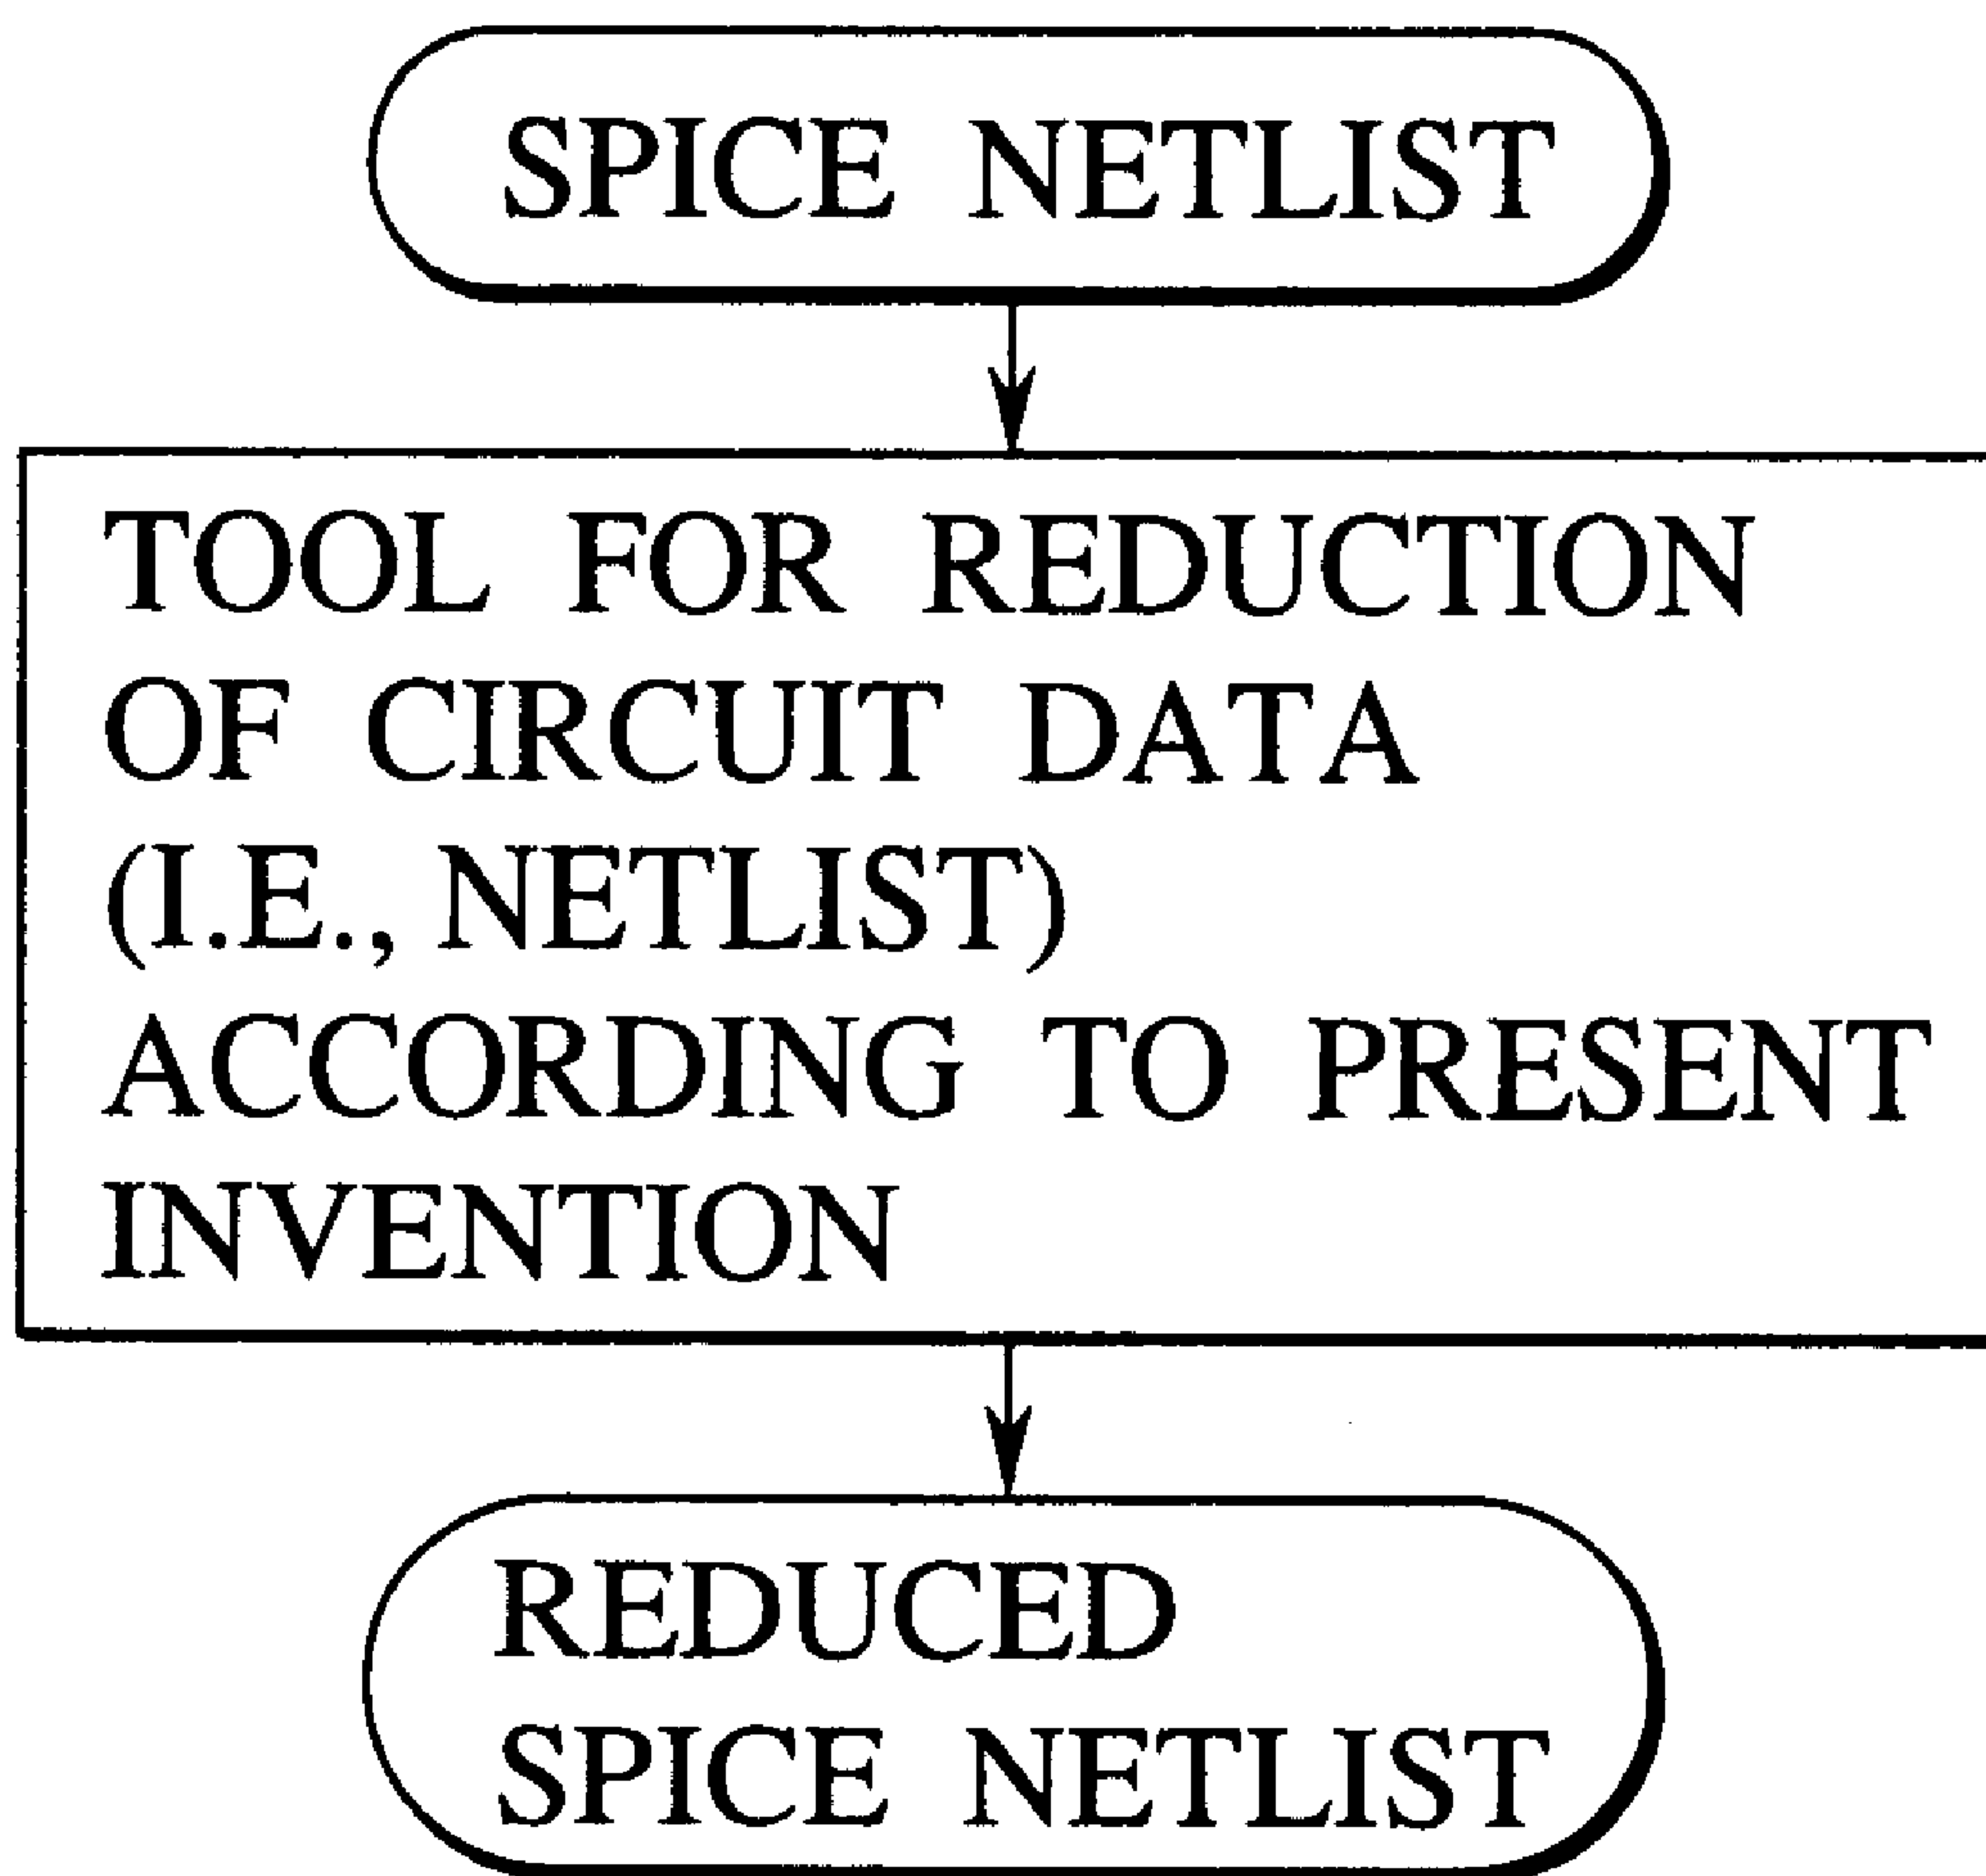 SPICE NETLIST
TOOL FOR REDUCTION
OF CIRCUIT DATA
(I.E., NETLIST)
ACCORDING TO PRESENT
INVENTION
REDUCED
SPICE NETLIST